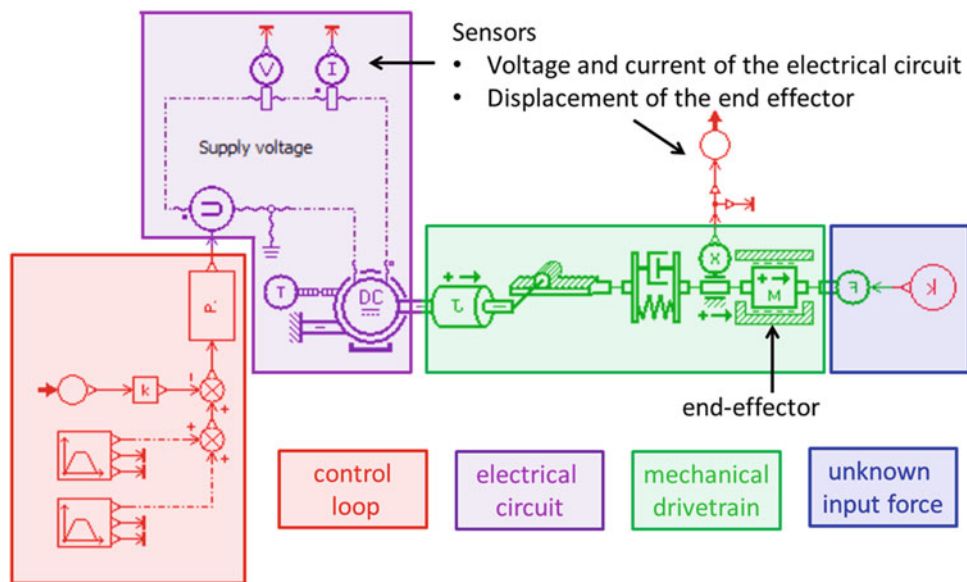 Sensors
• Voltage and current of the electrical circuit
• Displacement of the end effector
V
I
Supply voltage
U
T
DC
J
X
M
F
k
P.
k
end-effector
control
loop
electrical
circuit
mechanical
drivetrain
unknown
input force